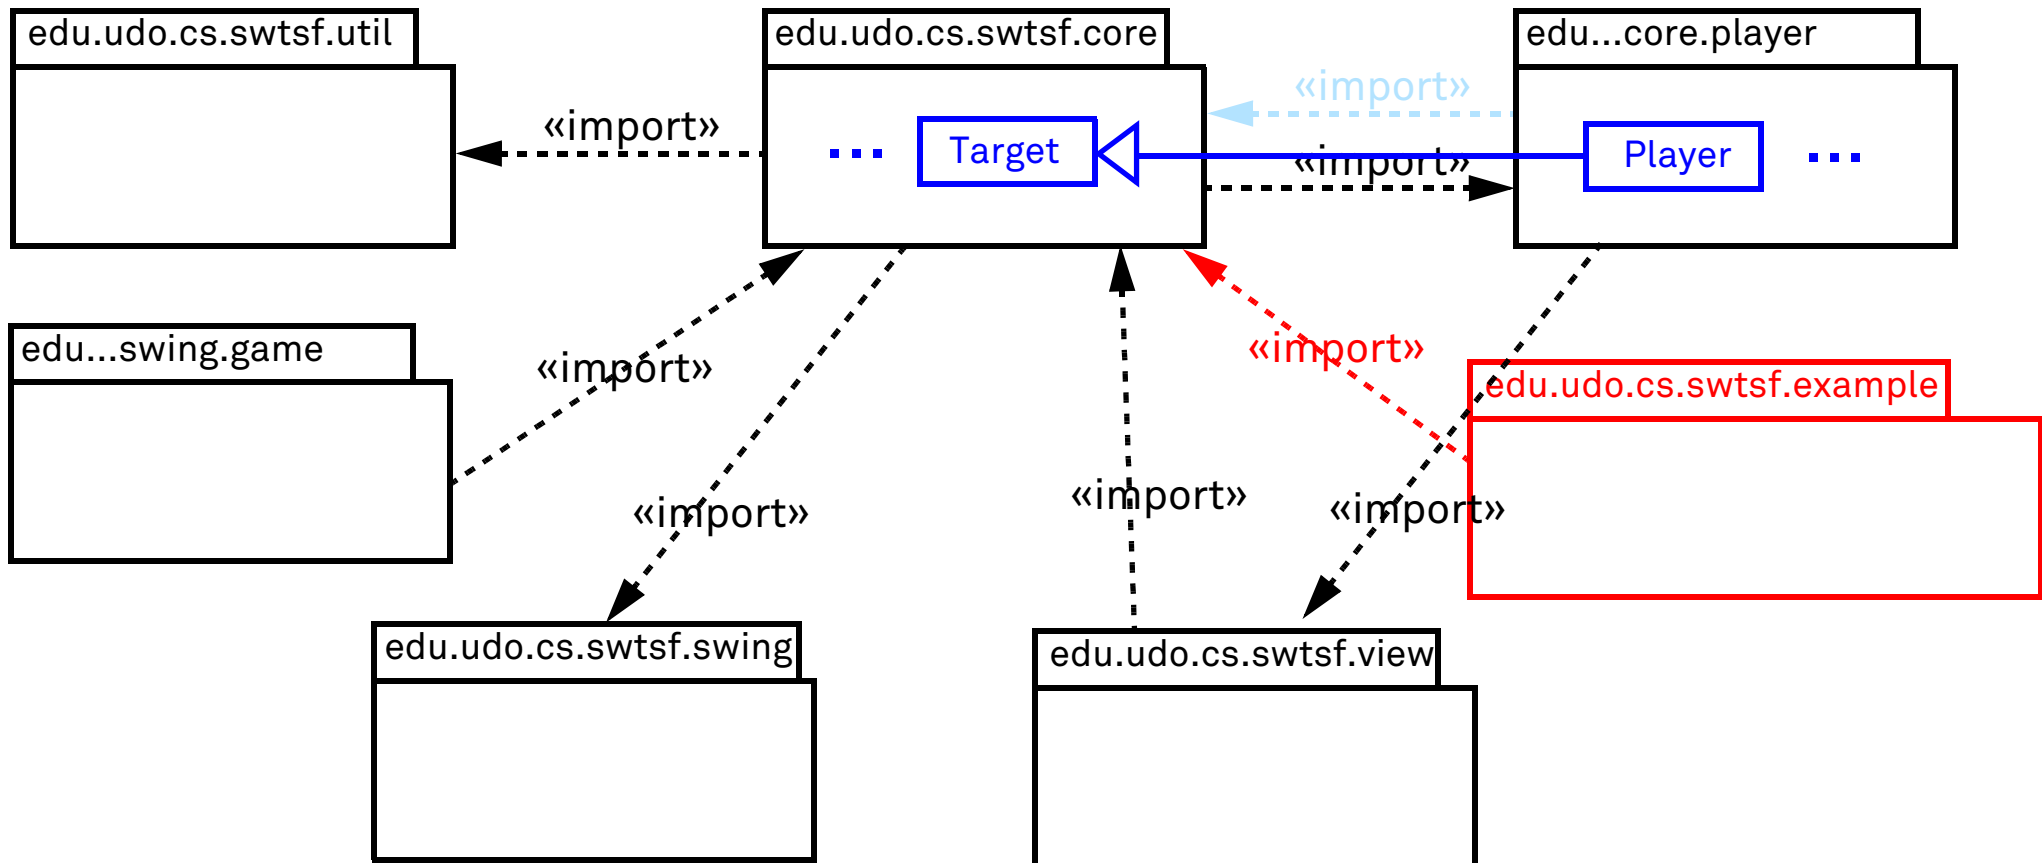 edu.udo.cs.swtsf.util
edu.udo.cs.swtsf.core
edu...core.player
«import»
«import»
... Target
Player ...
«import»
edu...swing.game
«import»
«import»
edu.udo.cs.swtsf.example
«import»
«import»
«import»
edu.udo.cs.swtsf.swing
edu.udo.cs.swtsf.view